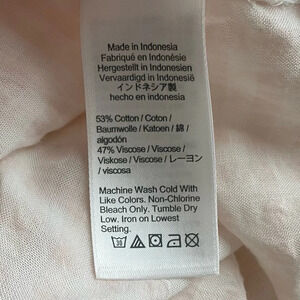 Made in Indonesia
Fabriqué en Indonésie
Hergestellt in Indonesien
Vervaardigd in Indonesië
インドネシア製
hecho en indonesia
53% Cotton / Coton /
Baumwolle / Katoen / 綿 /
algodón
47% Viscose / Viscose /
Viskose / Viscose / レーヨン
/ viscosa
Machine Wash Cold With
Like Colors. Non-Chlorine
Bleach Only. Tumble Dry
Low. Iron on Lowest
Setting.